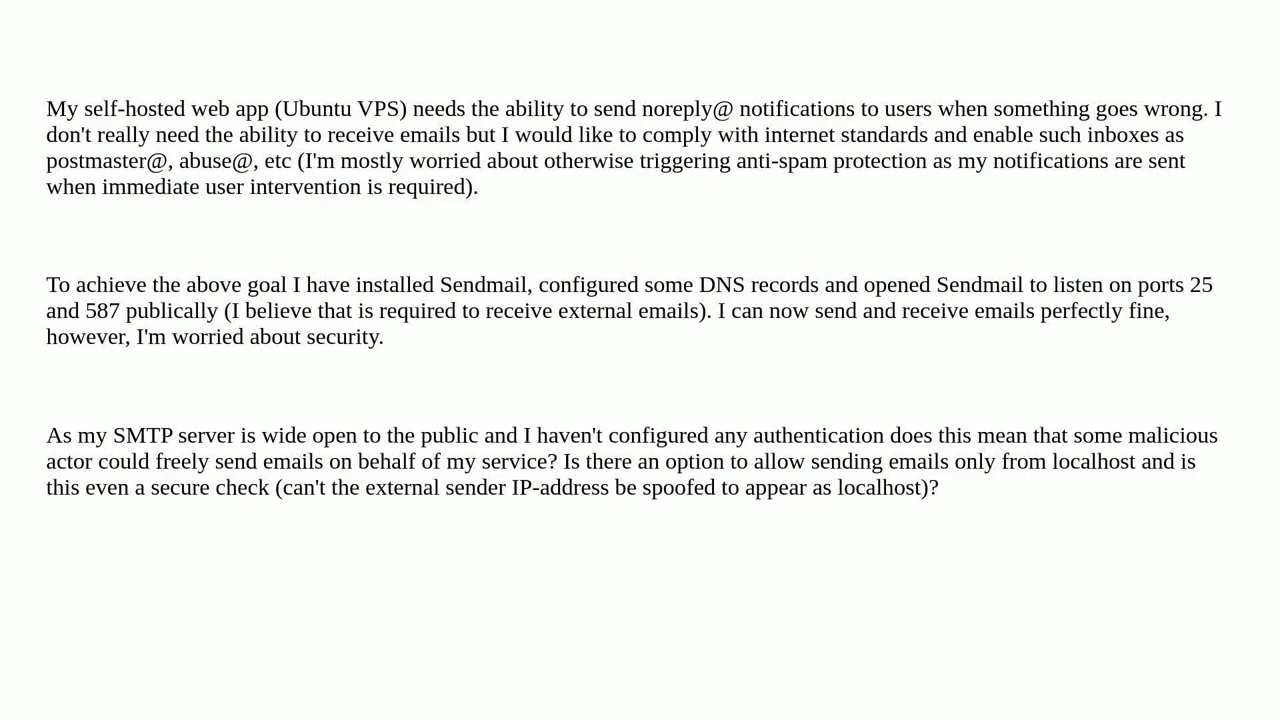 My self-hosted web app (Ubuntu VPS) needs the ability to send noreply@ notifications to users when something goes wrong. I
don't really need the ability to receive emails but I would like to comply with internet standards and enable such inboxes as
postmaster@, abuse@, etc (I'm mostly worried about otherwise triggering anti-spam protection as my notifications are sent
when immediate user intervention is required).
To achieve the above goal I have installed Sendmail, configured some DNS records and opened Sendmail to listen on ports 25
and 587 publically (I believe that is required to receive external emails). I can now send and receive emails perfectly fine,
however, I'm worried about security.
As my SMTP server is wide open to the public and I haven't configured any authentication does this mean that some malicious
actor could freely send emails on behalf of my service? Is there an option to allow sending emails only from localhost and is
this even a secure check (can't the external sender IP-address be spoofed to appear as localhost)?